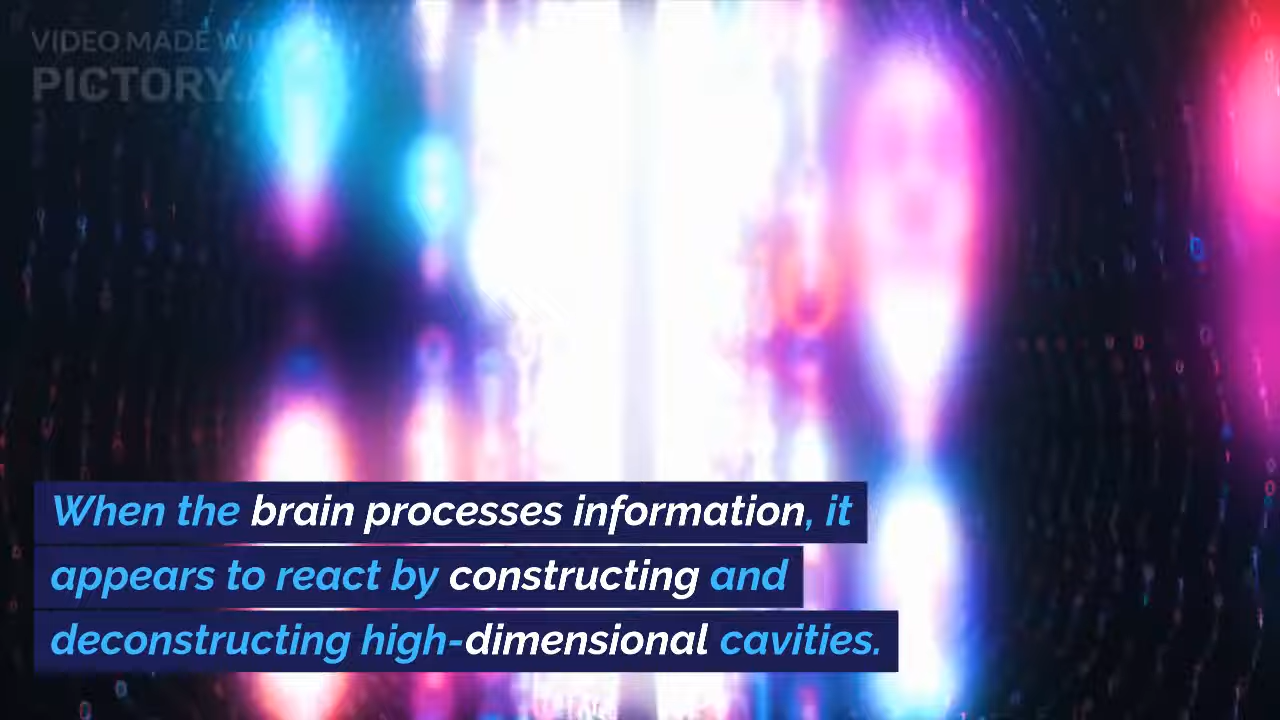 VIDEO MADE WI
PICTORY.A
When the brain processes information, it
appears to react by constructing and
deconstructing high-dimensional cavities.